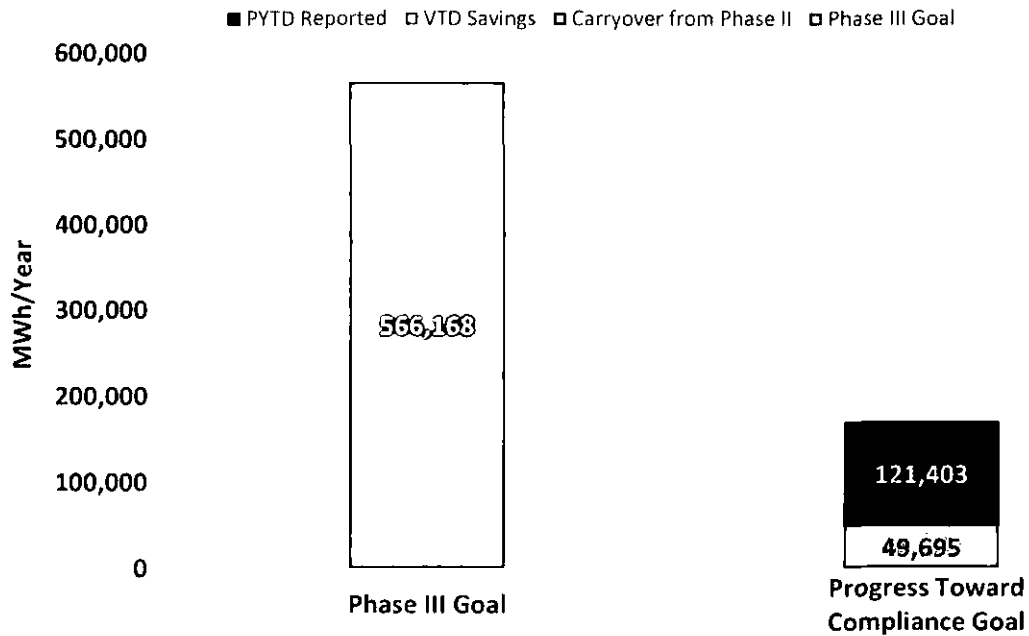 PYTD Reported VTD Savings Carryover from Phase II Phase III Goal
600,000
500,000
400,000
300,000
200,000
100,000
0
MWh/Year
566,168
121,403
49,695
Phase III Goal
Progress Toward
Compliance Goal